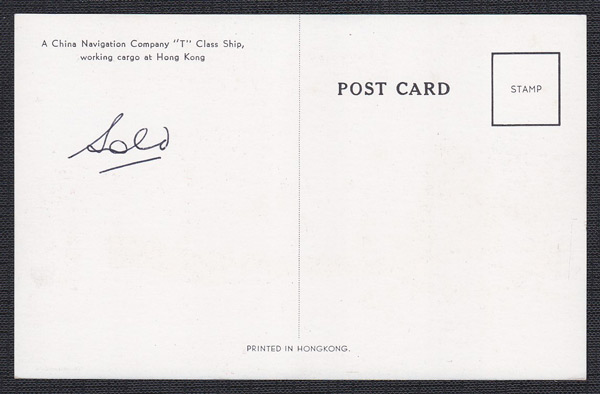 A China Navigation Company "T" Class Ship,
working cargo at Hong Kong
Sold
POST CARD
STAMP
PRINTED IN HONGKONG.